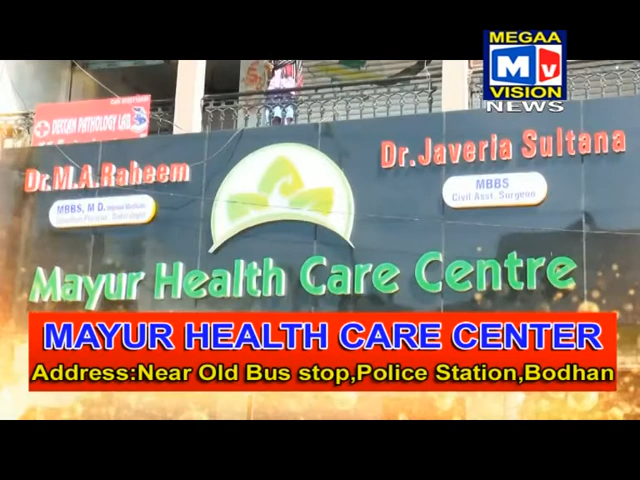 MEGAA
MV
VISION
NEWS
DECCAN PATHOLOGY LAB
Dr.M.A.Raheem
MBBS, M D.
Dr.Javeria Sultana
MBBS
Civil Asst. Surgeon
Mayur Health Care Centre
MAYUR HEALTH CARE CENTER
Address:Near Old Bus stop,Police Station,Bodhan